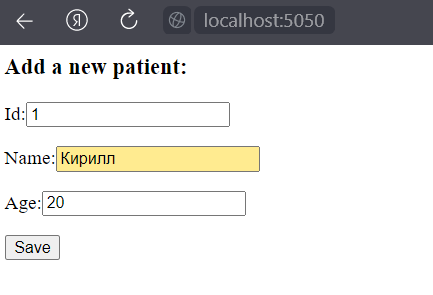 localhost:5050
Add a new patient:
Id: 1
Name: Кирилл
Age: 20
Save